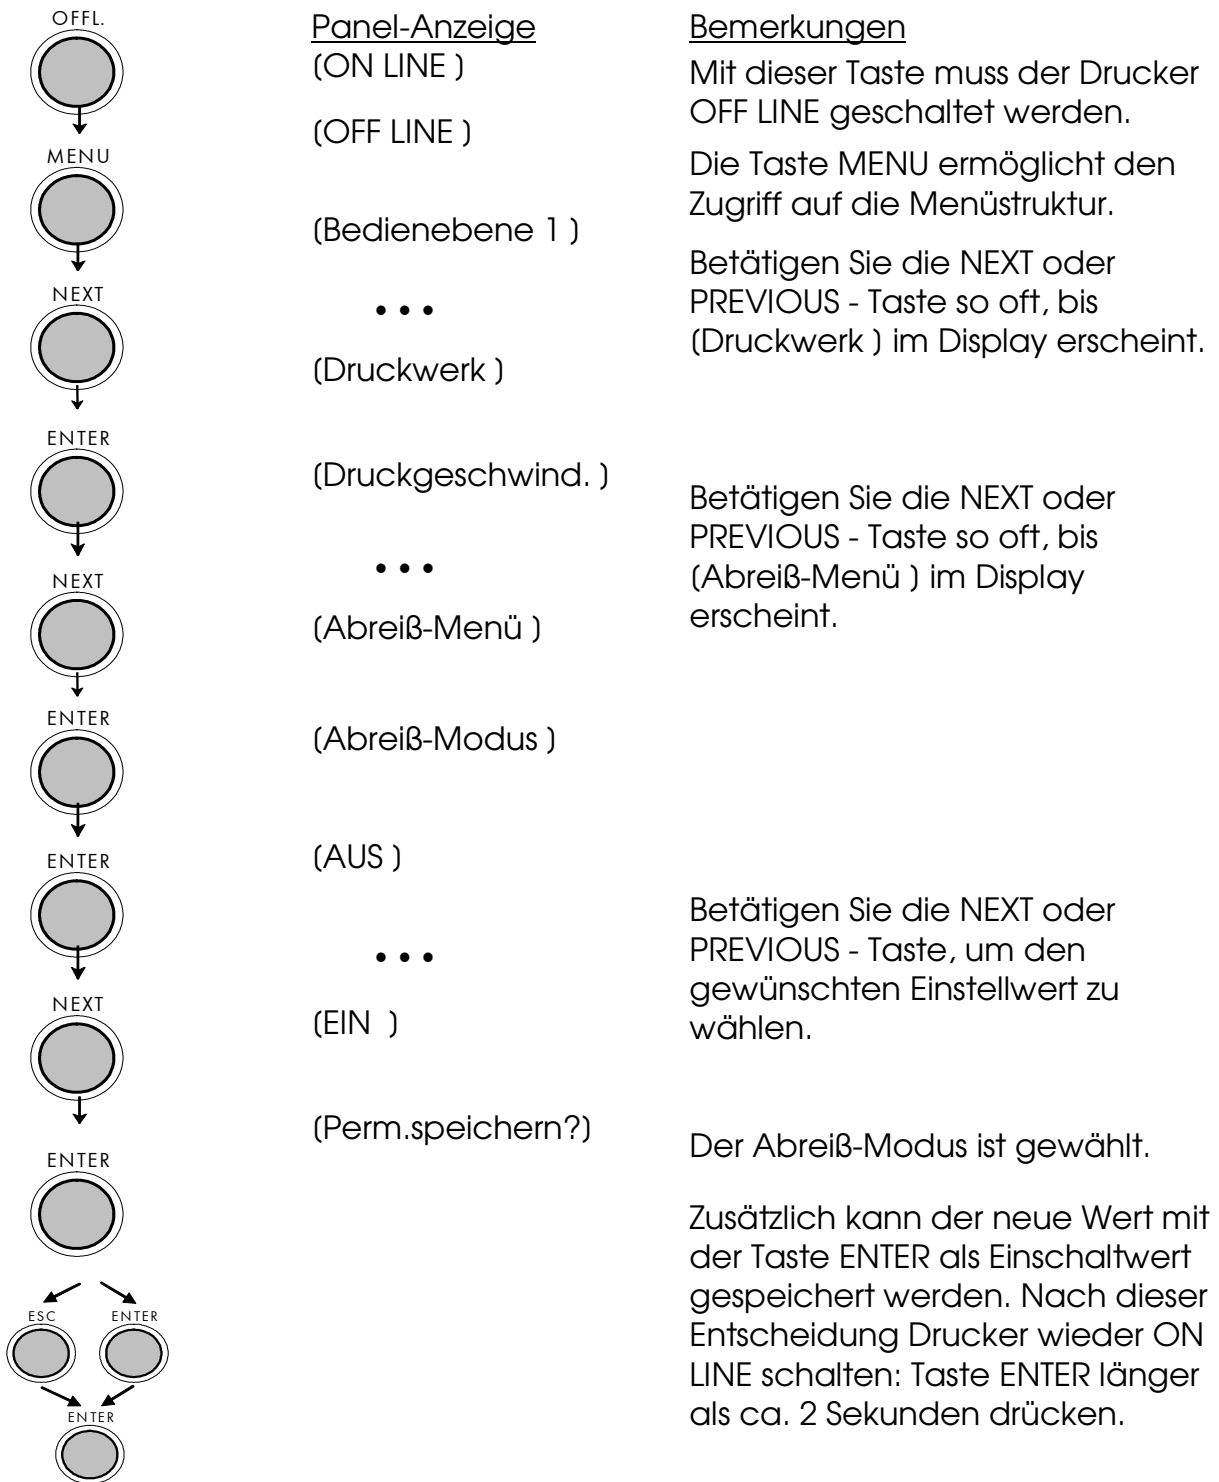 OFFL.
Panel-Anzeige
Bemerkungen
(ON LINE )
Mit dieser Taste muss der Drucker
OFF LINE geschaltet werden.
(OFF LINE )
MENU
Die Taste MENU ermöglicht den
Zugriff auf die Menüstruktur.
(Bedienebene 1 )
Betätigen Sie die NEXT oder
PREVIOUS - Taste so oft, bis
(Druckwerk ) im Display erscheint.
NEXT
• • •
(Druckwerk )
ENTER
(Druckgeschwind. )
Betätigen Sie die NEXT oder
PREVIOUS - Taste so oft, bis
(Abreiß-Menü ) im Display
erscheint.
• • •
NEXT
(Abreiß-Menü )
ENTER
(Abreiß-Modus )
ENTER
(AUS )
Betätigen Sie die NEXT oder
PREVIOUS - Taste, um den
gewünschten Einstellwert zu
wählen.
• • •
NEXT
(EIN  )
(Perm.speichern?)
Der Abreiß-Modus ist gewählt.
ENTER
Zusätzlich kann der neue Wert mit
der Taste ENTER als Einschaltwert
gespeichert werden. Nach dieser
Entscheidung Drucker wieder ON
LINE schalten: Taste ENTER länger
als ca. 2 Sekunden drücken.
ESC
ENTER
ENTER